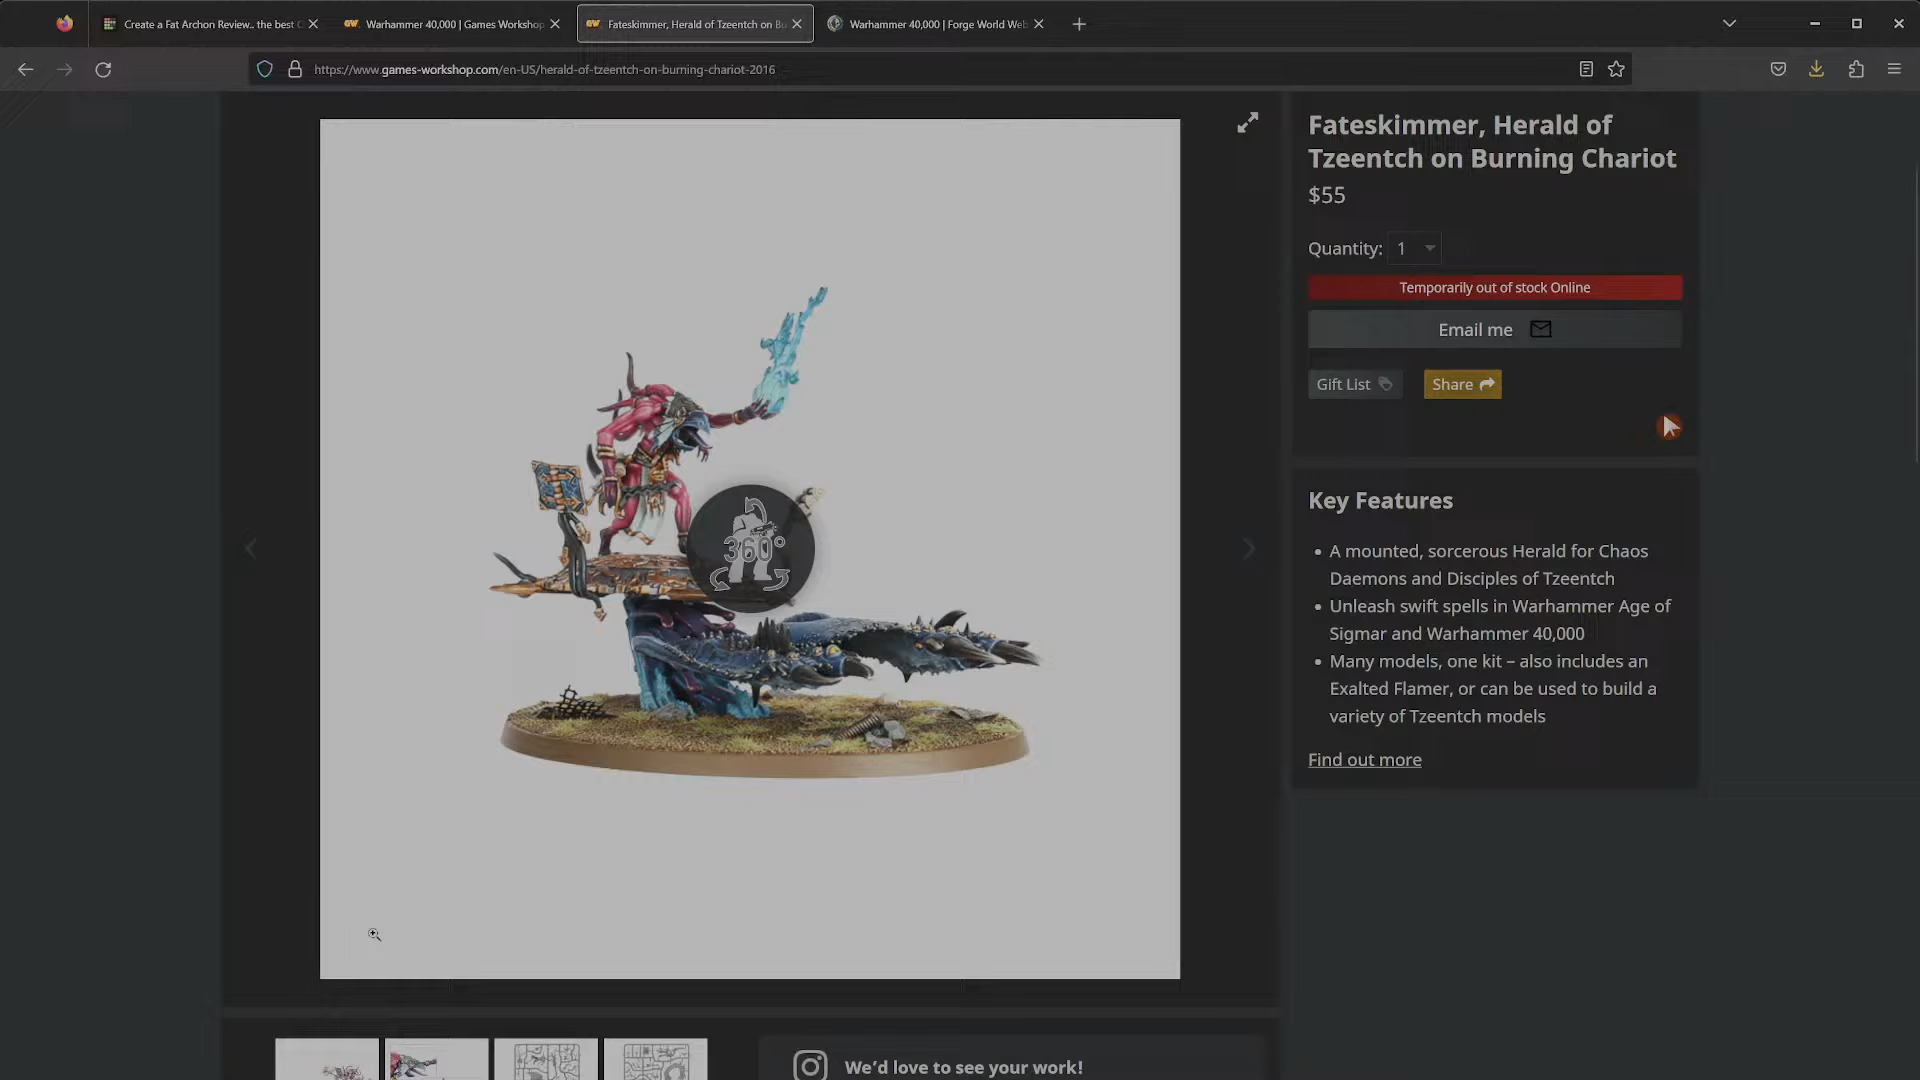 Create a Fat Archon Review.. the best
Warhammer 40,000 | Games Workshop
Fateskimmer, Herald of Tzeentch on Bu
Warhammer 40,000 | Forge World Web
https://www.games-workshop.com/en-US/herald-of-tzeentch-on-burning-chariot-2016
Fateskimmer, Herald of
Tzeentch on Burning Chariot
$55
Quantity: 1
Temporarily out of stock Online
Email me
Gift List
Share
360°
Key Features
• A mounted, sorcerous Herald for Chaos
Daemons and Disciples of Tzeentch
• Unleash swift spells in Warhammer Age of
Sigmar and Warhammer 40,000
• Many models, one kit – also includes an
Exalted Flamer, or can be used to build a
variety of Tzeentch models
Find out more
We’d love to see your work!